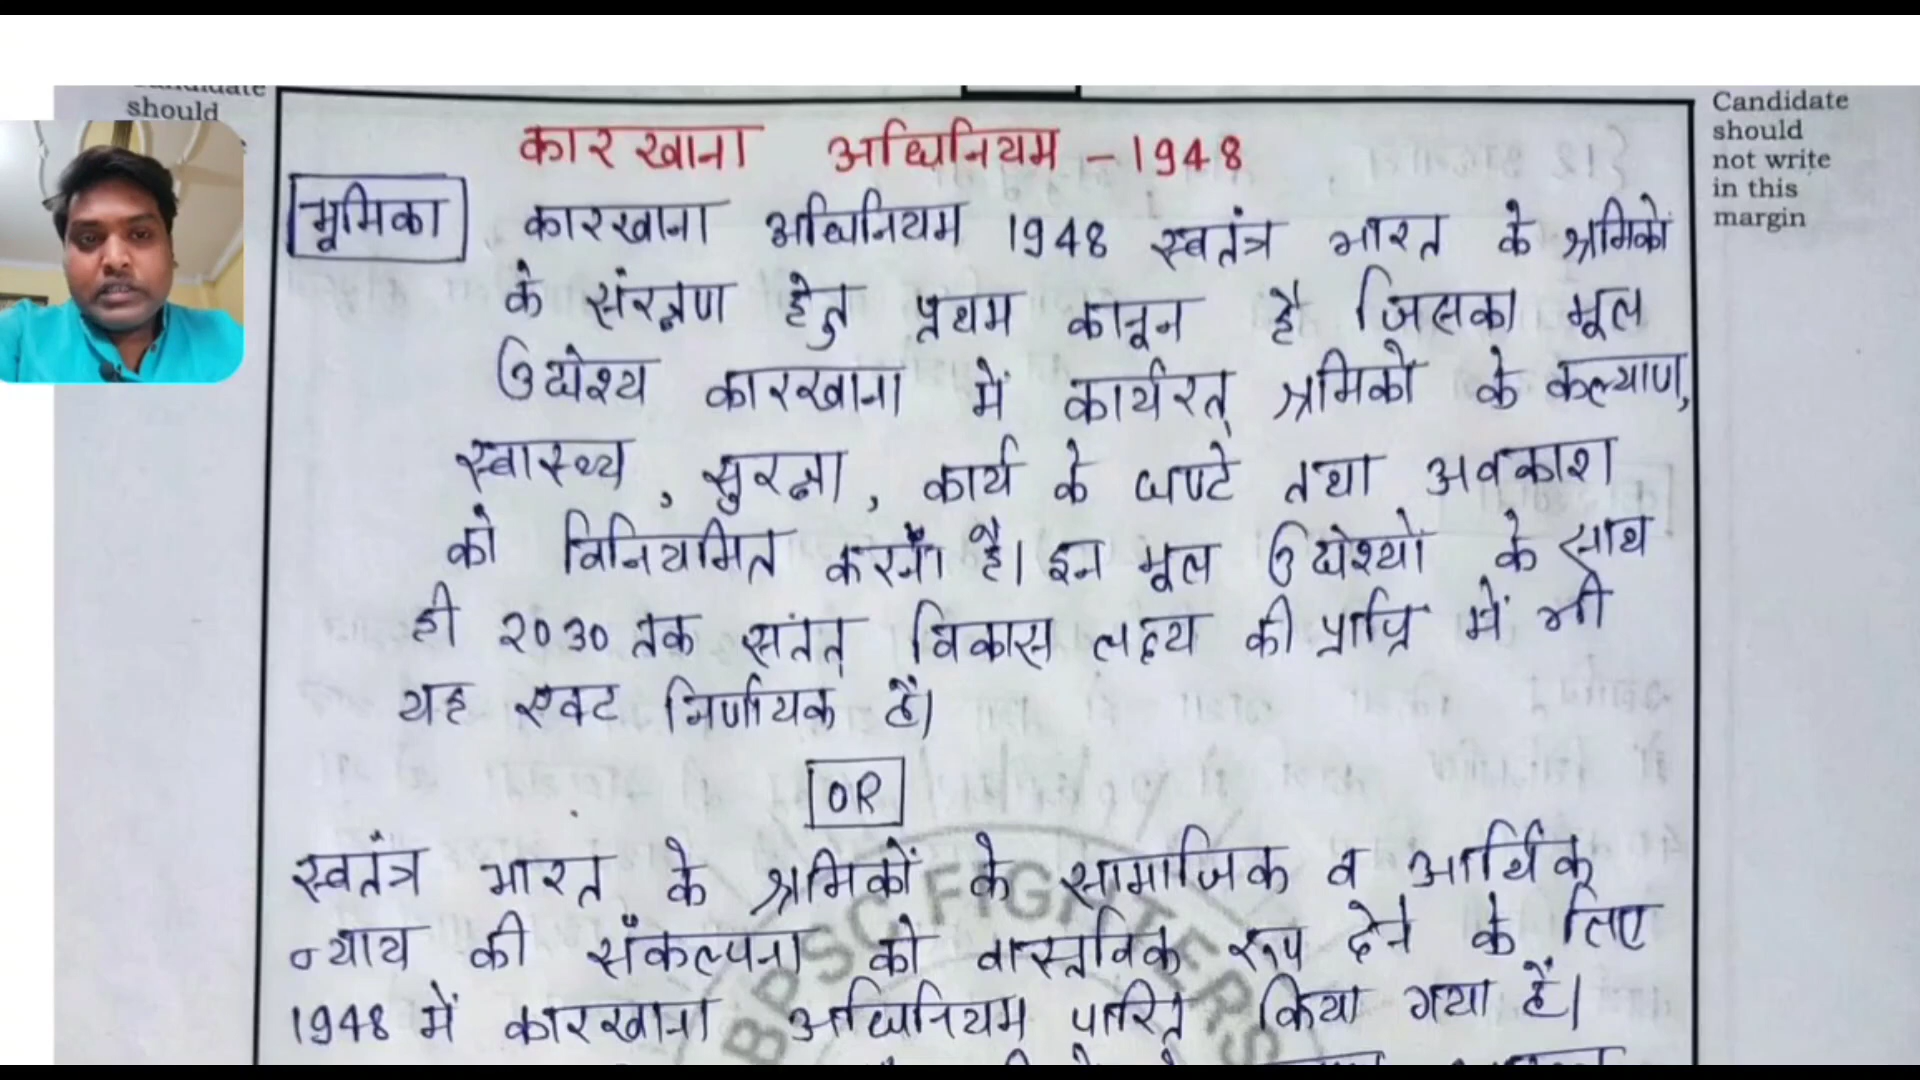 should
Candidate
should
not write
in this
margin
कारखाना अधिनियम - 1948
भूमिका
कारखाना अधिनियम 1948 स्वतंत्र भारत के श्रमिकों
के संरक्षण हेतु प्रथम कानून है जिसका मूल
उद्येश्य कारखाना में कार्यरत् श्रमिकों के कल्याण,
स्वास्थ्य, सुरक्षा, कार्य के घण्टे तथा अवकाश
को विनियमित करना है। इन मूल उद्येश्यों के साथ
ही 2030 तक सतत् विकास लक्ष्य की प्राप्ति में भी
यह एक्ट निर्णायक है।
OR
स्वतंत्र भारत के श्रमिकों के सामाजिक व आर्थिक
न्याय की संकल्पना को वास्तविक रूप देने के लिए
1948 में कारखाना अधिनियम पारित किया गया है।
BPSC FIGHTERS